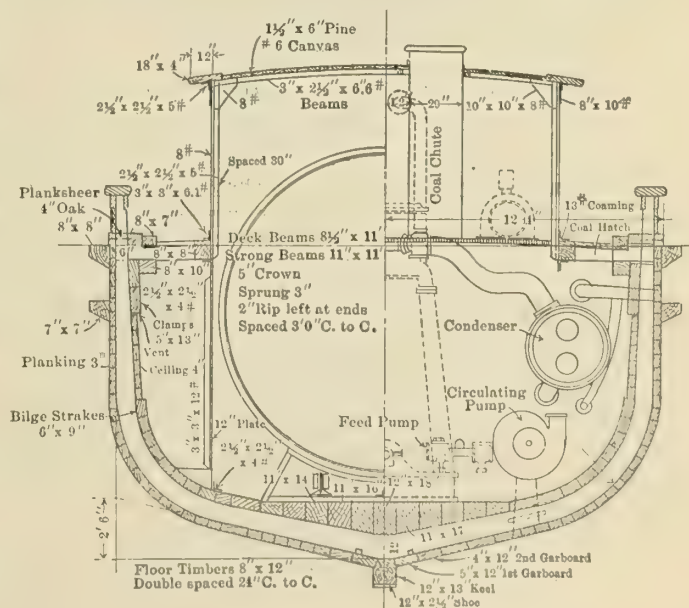 1½" x 6" Pine
# 6 Canvas
12"
18" x 4"
2½" x 2½" x 5#
8#
3" x 2½" x 6.6#
Beams
20"
10" x 10" x 8#
8" x 10#
Coal Chute
8#
Spaced 30"
2½" x 2½" x 5#
3" x 3" x 6.1#
Planksheer
4" Oak
8" x 8"
8" x 7"
6"
8" x 8"
8" x 10"
13" Coaming
Coal Hatch
Deck Beams 8½" x 11"
Strong Beams 11" x 11"
5" Crown
Sprung 3"
2" Rip left at ends
Spaced 3'0" C. to C.
2½" x 2½"
x 4#
7" x 7"
Clamps
5" x 13"
Vent
Ceiling 4"
Planking 3"
Condenser
Bilge Strakes
6" x 9"
3" x 3" x 12#
12" Plate
2½" x 2½"
x 4#
Circulating
Pump
Feed Pump
11 x 14
11 x 16
12 x 18
11 x 17
2' 6"
Floor Timbers 8" x 12"
Double spaced 24" C. to C.
4" x 12" 2nd Garboard
5" x 12" 1st Garboard
12" x 13" Keel
12" x 2½" Shoe